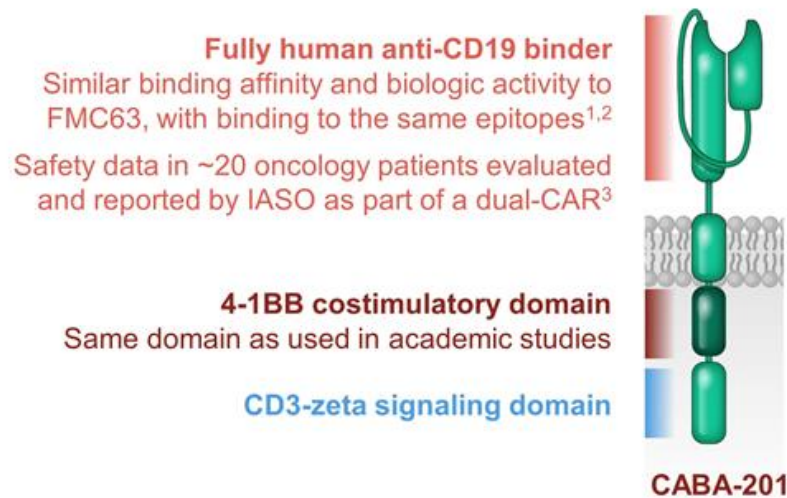 Fully human anti-CD19 binder
Similar binding affinity and biologic activity to
FMC63, with binding to the same epitopes¹,²
Safety data in ~20 oncology patients evaluated
and reported by IASO as part of a dual-CAR³
4-1BB costimulatory domain
Same domain as used in academic studies
CD3-zeta signaling domain
CABA-201